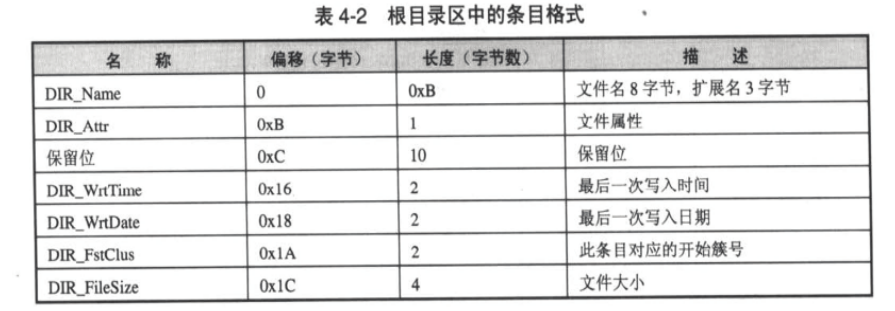 表 4-2 根目录区中的条目格式
名 称 偏移（字节） 长度（字节数） 描 述
DIR_Name 0 0xB 文件名 8 字节，扩展名 3 字节
DIR_Attr 0xB 1 文件属性
保留位 0xC 10 保留位
DIR_WrtTime 0x16 2 最后一次写入时间
DIR_WrtDate 0x18 2 最后一次写入日期
DIR_FstClus 0x1A 2 此条目对应的开始簇号
DIR_FileSize 0x1C 4 文件大小